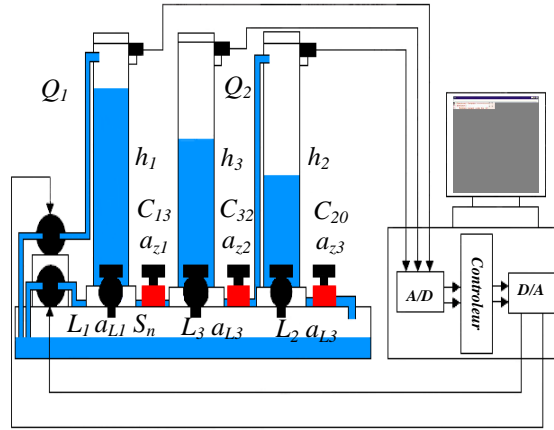 Q1 Q2
h1 h3 h2
C13 C32 C20
az1 az2 az3
A/D Controleur D/A
L1 aL1 Sn L3 aL3 L2 aL3